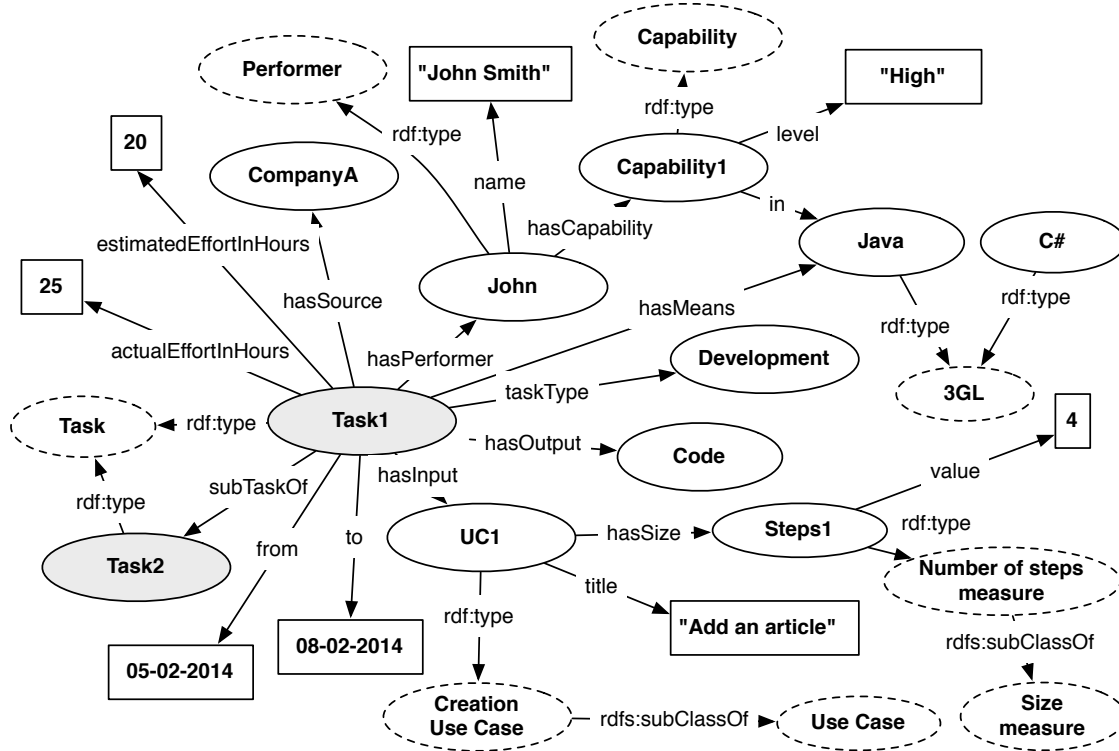 Capability
Performer
"John Smith"
"High"
rdf:type
rdf:type
level
20
CompanyA
name
Capability1
in
estimatedEffortInHours
hasCapability
Java
C#
25
hasSource
John
hasMeans
rdf:type
rdf:type
actualEffortInHours
hasPerformer
Development
taskType
3GL
Task
rdf:type
Task1
4
hasOutput
Code
hasInput
value
subTaskOf
rdf:type
UC1
hasSize
Steps1
rdf:type
from
to
Task2
Number of steps
measure
title
rdf:type
"Add an article"
08-02-2014
05-02-2014
rdfs:subClassOf
Creation
Use Case
rdfs:subClassOf
Use Case
Size
measure